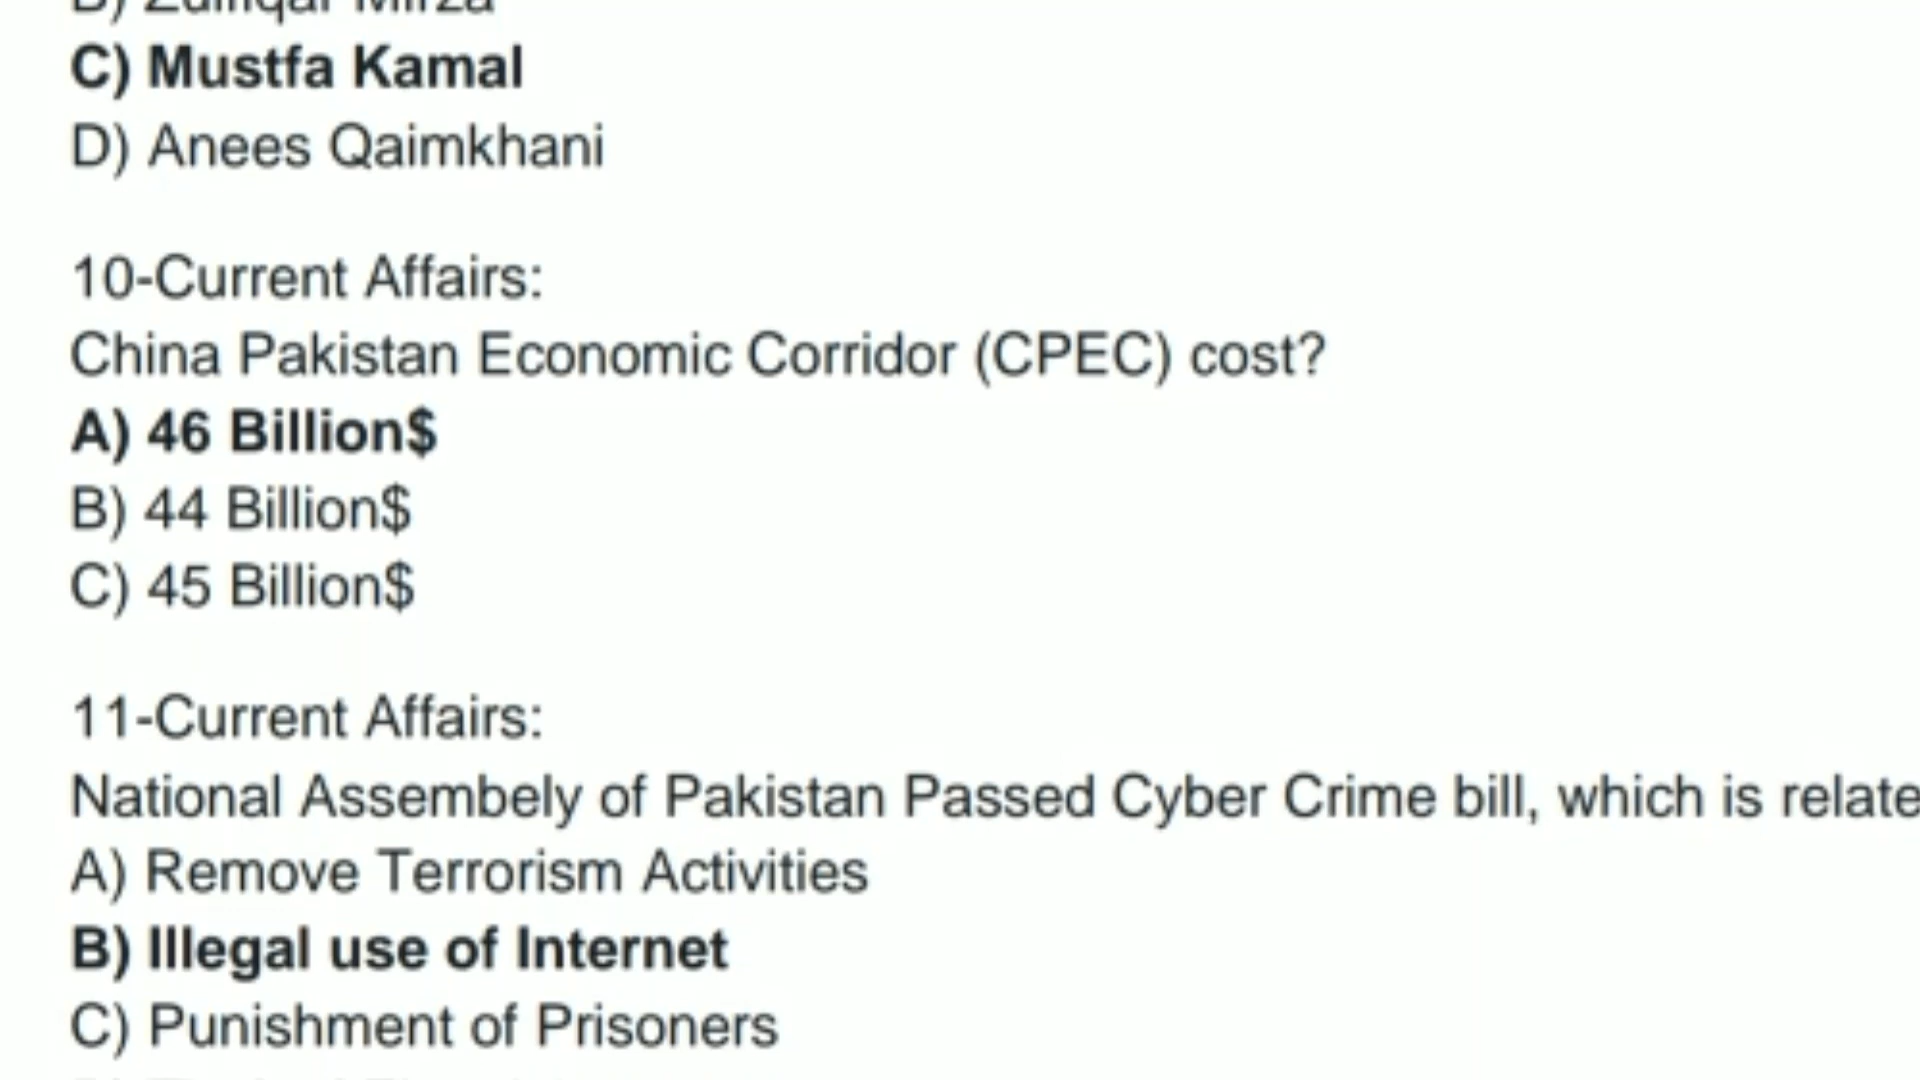 B) Zulfiqar Mirza
C) Mustfa Kamal
D) Anees Qaimkhani
10-Current Affairs:
China Pakistan Economic Corridor (CPEC) cost?
A) 46 Billion$
B) 44 Billion$
C) 45 Billion$
11-Current Affairs:
National Assembely of Pakistan Passed Cyber Crime bill, which is relate
A) Remove Terrorism Activities
B) Illegal use of Internet
C) Punishment of Prisoners